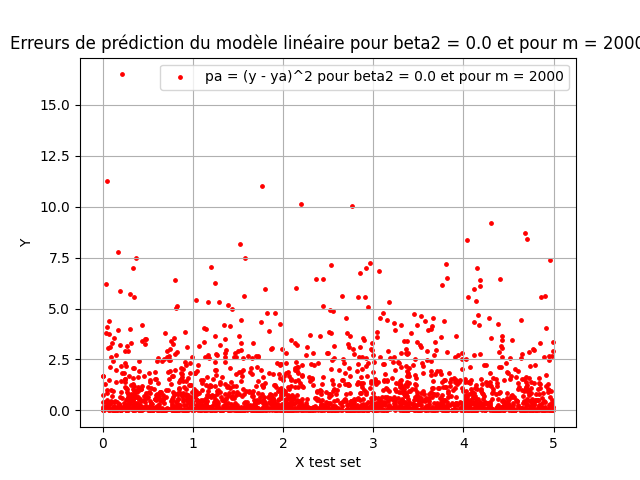 Erreurs de prédiction du modèle linéaire pour beta2 = 0.0 et pour m = 2000
pa = (y - ya)^2 pour beta2 = 0.0 et pour m = 2000
15.0
12.5
10.0
7.5
5.0
2.5
0.0
Y
0 1 2 3 4 5
X test set